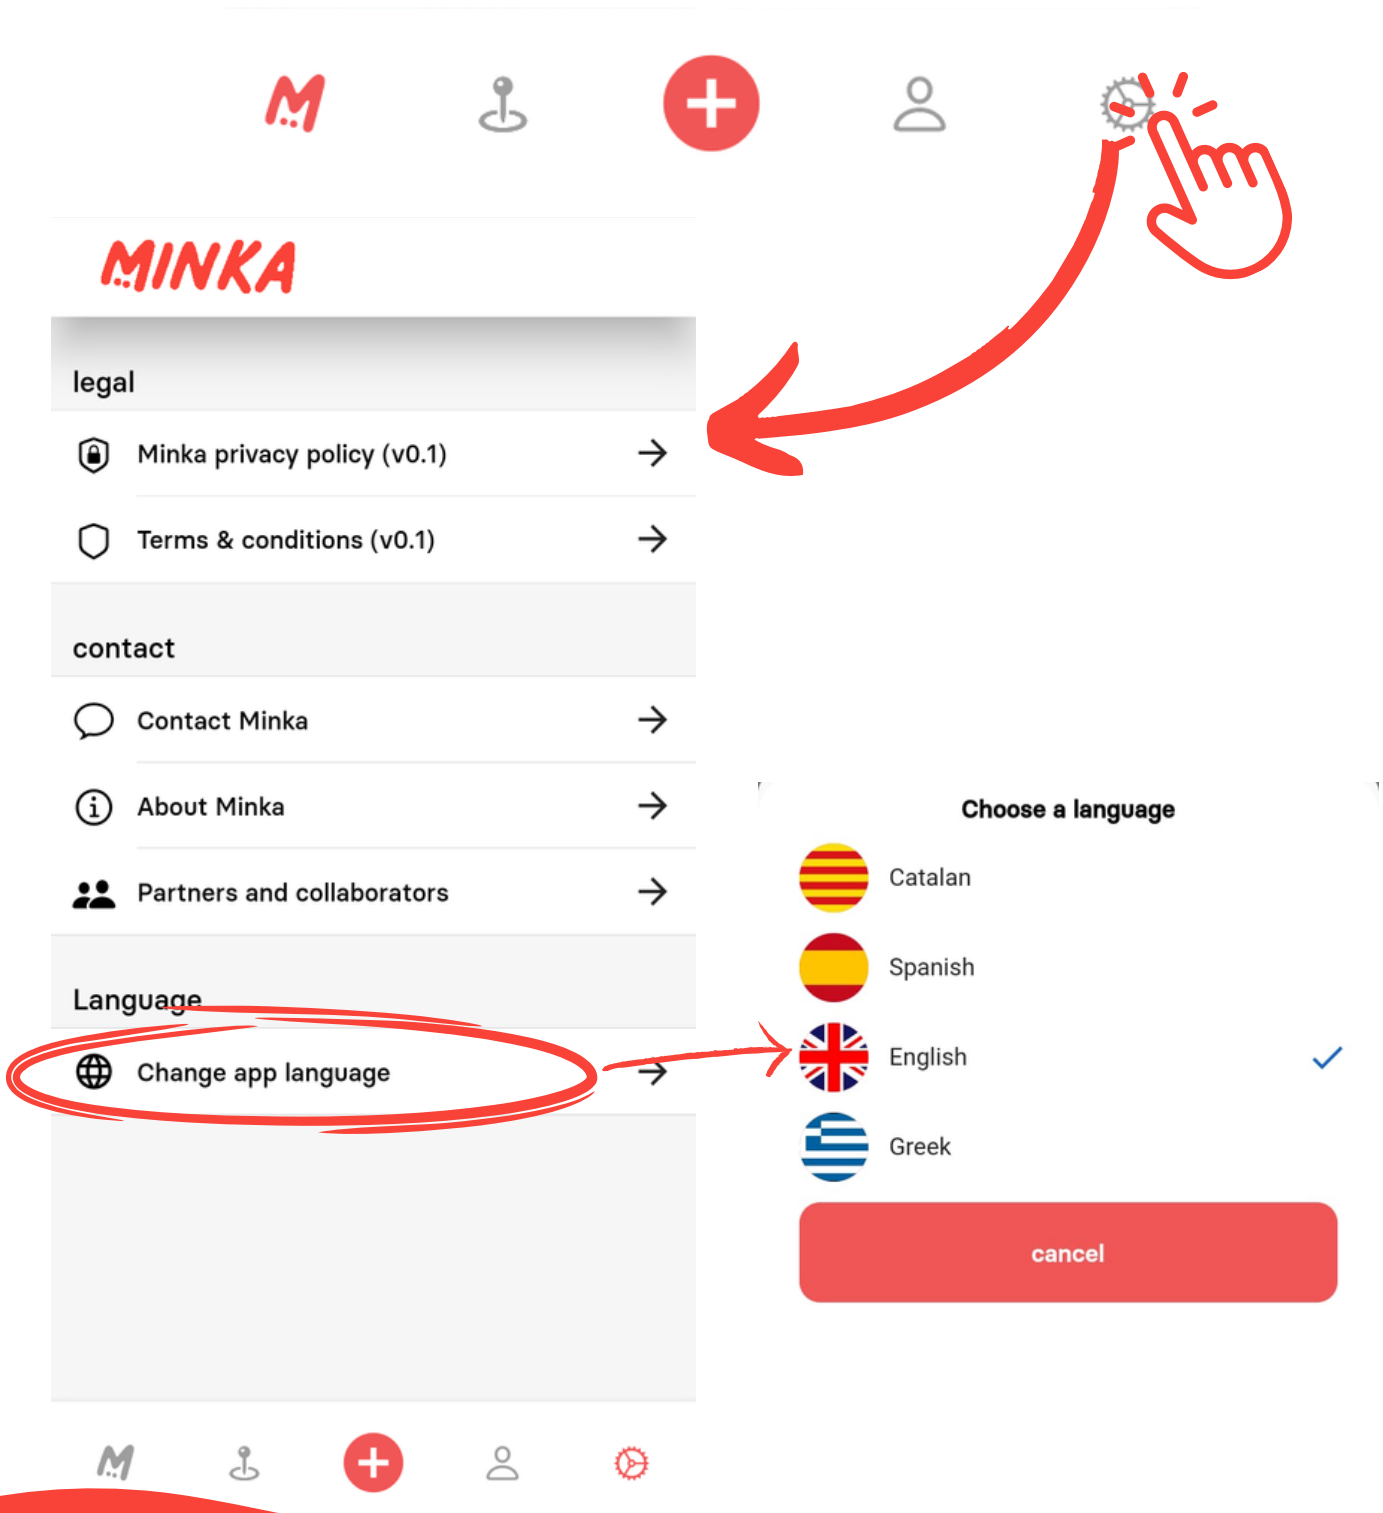 M
MINKA
legal
Minka privacy policy (v0.1)
Terms & conditions (v0.1)
contact
Contact Minka
About Minka
Partners and collaborators
Language
Change app language
Choose a language
Catalan
Spanish
English
Greek
cancel
M